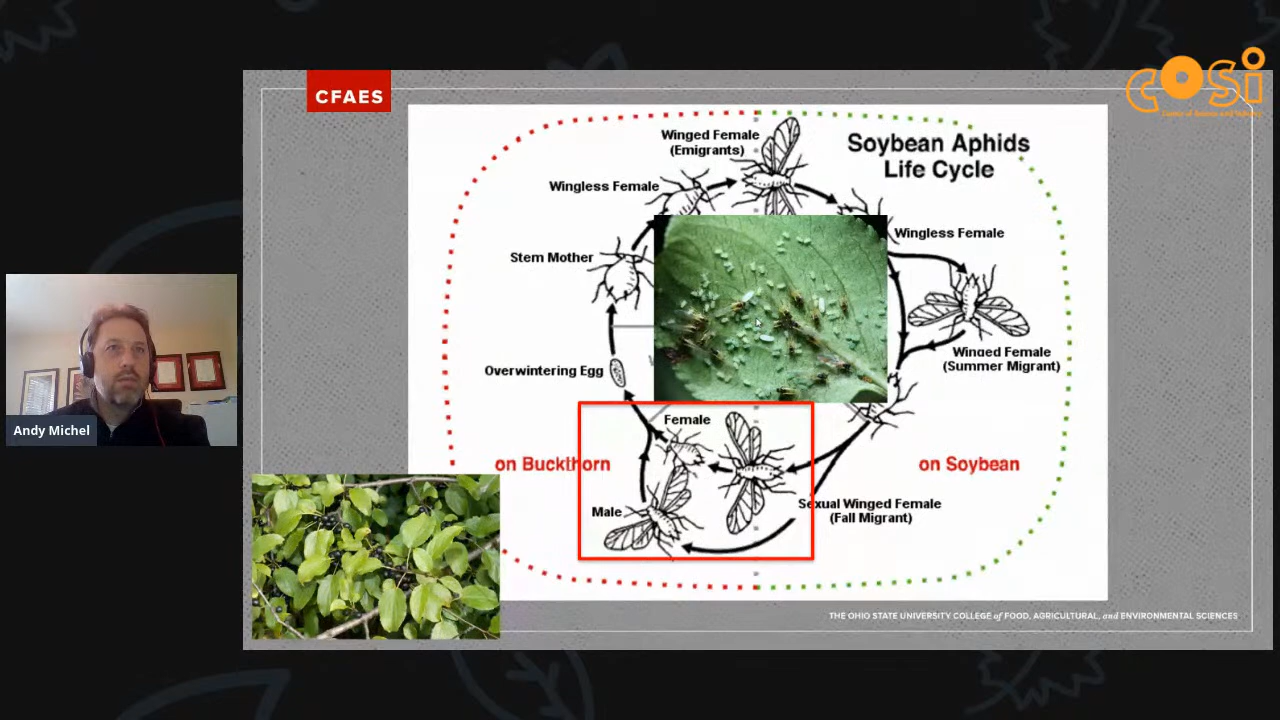 CFAES
COSI
Soybean Aphids
Life Cycle
Winged Female
(Emigrants)
Wingless Female
Wingless Female
Stem Mother
Winged Female
(Summer Migrant)
Overwintering Egg
Female
on Buckthorn
on Soybean
Male
Sexual Winged Female
(Fall Migrant)
Andy Michel
THE OHIO STATE UNIVERSITY COLLEGE of FOOD, AGRICULTURAL, and ENVIRONMENTAL SCIENCES